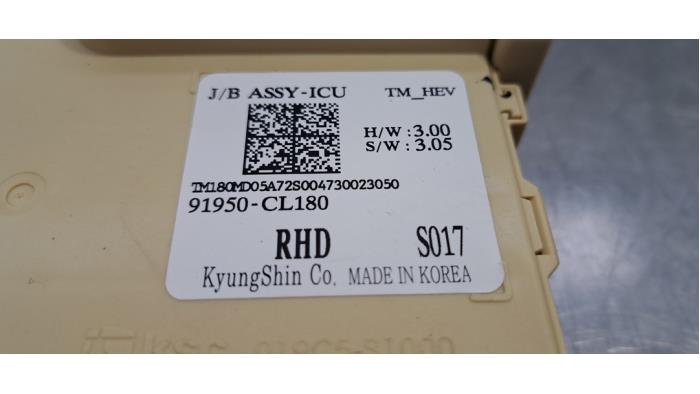 J/B ASSY-ICU TM_HEV
H/W :3.00
S/W :3.05
TM180MD05A72S004730023050
91950-CL180
RHD S017
KyungShin Co. MADE IN KOREA